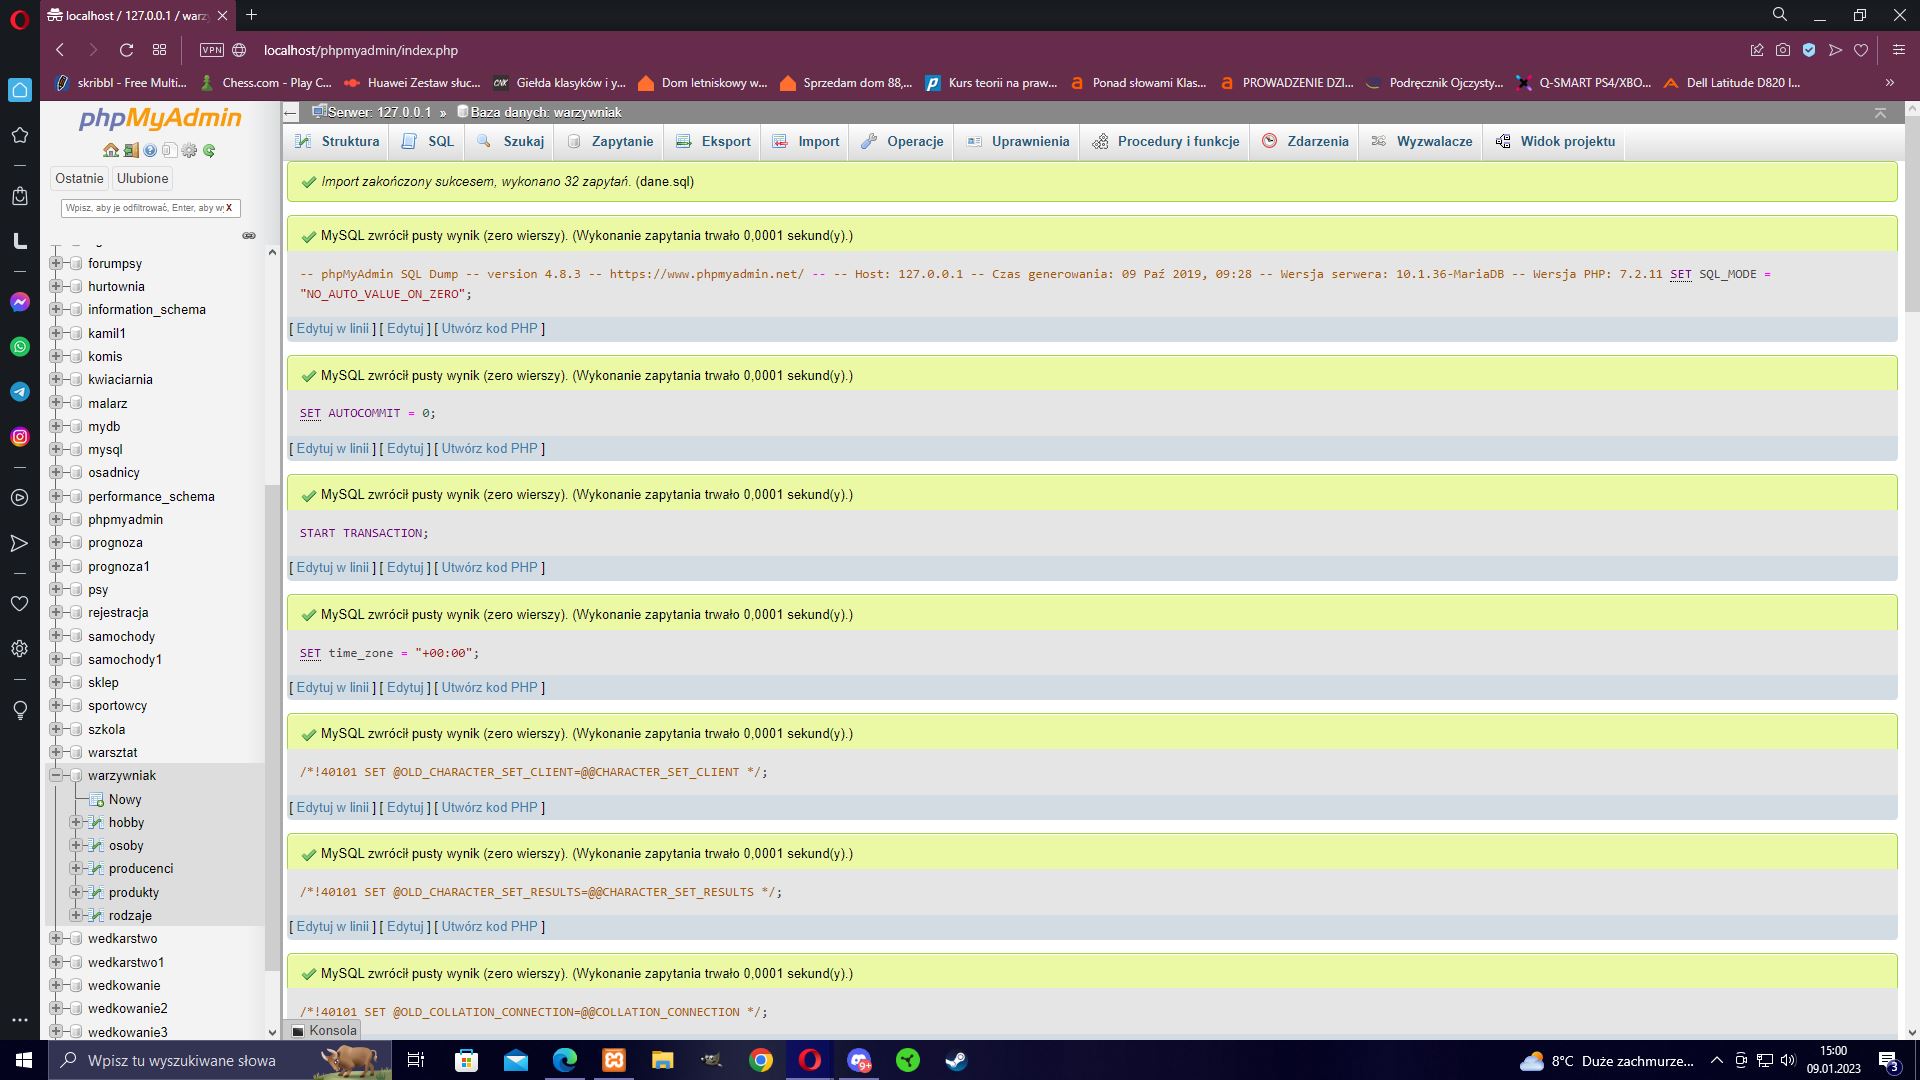 localhost / 127.0.0.1 / warzy
VPN
localhost/phpmyadmin/index.php
skribbl - Free Multi...
Chess.com - Play C...
Huawei Zestaw słuc...
Giełda klasyków i y...
Dom letniskowy w...
Sprzedam dom 88,...
Kurs teorii na praw...
Ponad słowami Klas...
PROWADZENIE DZI...
Podręcznik Ojczysty...
Q-SMART PS4/XBO...
Dell Latitude D820 I...
phpMyAdmin
Ostatnie Ulubione
Wpisz, aby je odfiltrować, Enter, aby wy X
forumpsy
hurtownia
information_schema
kamil1
komis
kwiaciarnia
malarz
mydb
mysql
osadnicy
performance_schema
phpmyadmin
prognoza
prognoza1
psy
rejestracja
samochody
samochody1
sklep
sportowcy
szkola
warsztat
warzywniak
Nowy
hobby
osoby
producenci
produkty
rodzaje
wedkarstwo
wedkarstwo1
wedkowanie
wedkowanie2
wedkowanie3
Serwer: 127.0.0.1 » Baza danych: warzywniak
Struktura SQL Szukaj Zapytanie Eksport Import Operacje Uprawnienia Procedury i funkcje Zdarzenia Wyzwalacze Widok projektu
Import zakończony sukcesem, wykonano 32 zapytań. (dane.sql)
MySQL zwrócił pusty wynik (zero wierszy). (Wykonanie zapytania trwało 0,0001 sekund(y).)
-- phpMyAdmin SQL Dump -- version 4.8.3 -- https://www.phpmyadmin.net/ -- -- Host: 127.0.0.1 -- Czas generowania: 09 Paź 2019, 09:28 -- Wersja serwera: 10.1.36-MariaDB -- Wersja PHP: 7.2.11 SET SQL_MODE =
"NO_AUTO_VALUE_ON_ZERO";
[ Edytuj w linii ] [ Edytuj ] [ Utwórz kod PHP ]
MySQL zwrócił pusty wynik (zero wierszy). (Wykonanie zapytania trwało 0,0001 sekund(y).)
SET AUTOCOMMIT = 0;
[ Edytuj w linii ] [ Edytuj ] [ Utwórz kod PHP ]
MySQL zwrócił pusty wynik (zero wierszy). (Wykonanie zapytania trwało 0,0001 sekund(y).)
START TRANSACTION;
[ Edytuj w linii ] [ Edytuj ] [ Utwórz kod PHP ]
MySQL zwrócił pusty wynik (zero wierszy). (Wykonanie zapytania trwało 0,0001 sekund(y).)
SET time_zone = "+00:00";
[ Edytuj w linii ] [ Edytuj ] [ Utwórz kod PHP ]
MySQL zwrócił pusty wynik (zero wierszy). (Wykonanie zapytania trwało 0,0001 sekund(y).)
/*!40101 SET @OLD_CHARACTER_SET_CLIENT=@@CHARACTER_SET_CLIENT */;
[ Edytuj w linii ] [ Edytuj ] [ Utwórz kod PHP ]
MySQL zwrócił pusty wynik (zero wierszy). (Wykonanie zapytania trwało 0,0001 sekund(y).)
/*!40101 SET @OLD_CHARACTER_SET_RESULTS=@@CHARACTER_SET_RESULTS */;
[ Edytuj w linii ] [ Edytuj ] [ Utwórz kod PHP ]
MySQL zwrócił pusty wynik (zero wierszy). (Wykonanie zapytania trwało 0,0001 sekund(y).)
/*!40101 SET @OLD_COLLATION_CONNECTION=@@COLLATION_CONNECTION */;
Konsola
Wpisz tu wyszukiwane słowa
9+
8°C Duże zachmurze...
15:00
09.01.2023
3